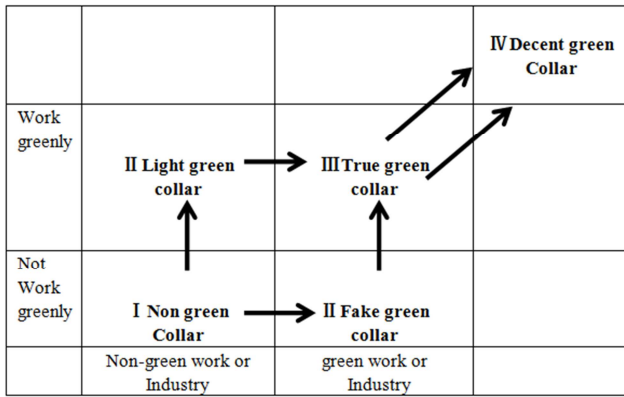 Ⅳ Decent green
Collar
Work
greenly
Ⅱ Light green
collar
Ⅲ True green
collar
Not
Work
greenly
Ⅰ Non green
Collar
Ⅱ Fake green
collar
Non-green work or
Industry
green work or
Industry